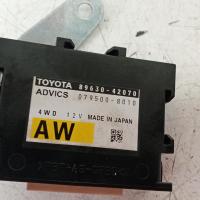 TOYOTA 89630-42070
ADVICS 079500-8010
4WD 12V MADE IN JAPAN
AW